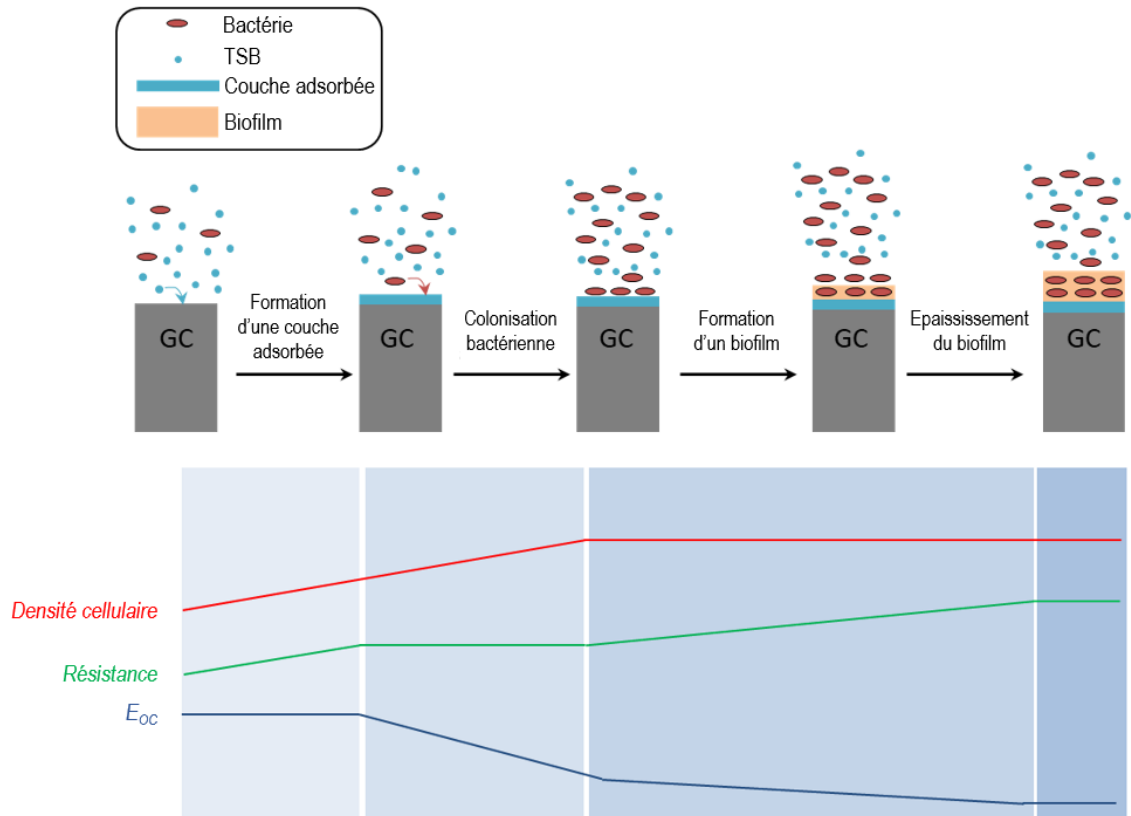 Bactérie
TSB
Couche adsorbée
Biofilm
Formation
d'une couche
adsorbée
Colonisation
bactérienne
Formation
d'un biofilm
Epaississement
du biofilm
GC
GC
GC
GC
GC
Densité cellulaire
Résistance
EOC